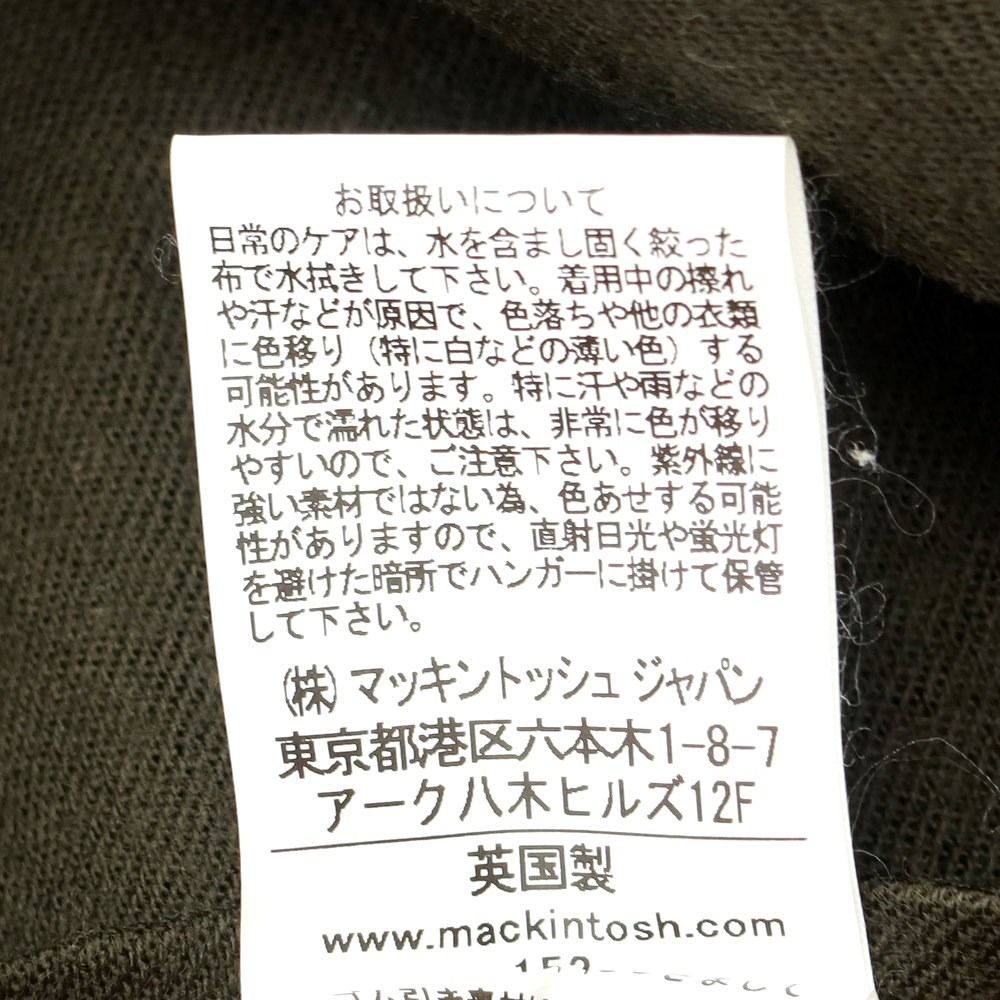 お取扱いについて
日常のケアは、水を含まし固く絞った
布で水拭きして下さい。着用中の擦れ
や汗などが原因で、色落ちや他の衣類
に色移り（特に白などの薄い色）する
可能性があります。特に汗や雨などの
水分で濡れた状態は、非常に色が移り
やすいので、ご注意下さい。紫外線に
強い素材ではない為、色あせする可能
性がありますので、直射日光や蛍光灯
を避けた暗所でハンガーに掛けて保管
して下さい。
(株)マッキントッシュ ジャパン
東京都港区六本木1-8-7
アーク八木ヒルズ12F
英国製
www.mackintosh.com